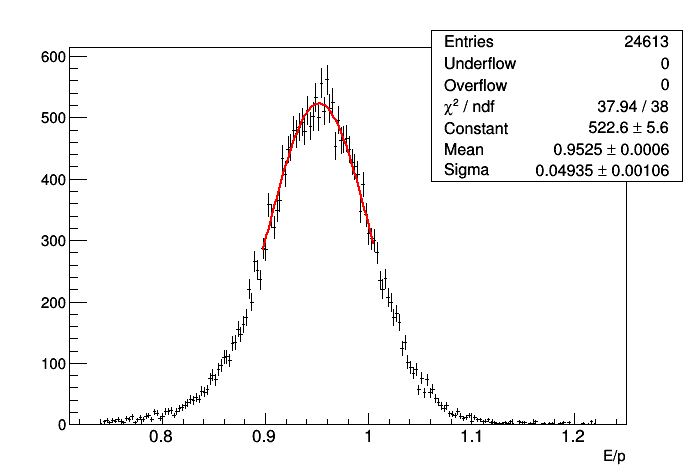 Entries 24613
Underflow 0
Overflow 0
χ² / ndf 37.94 / 38
Constant 522.6 ± 5.6
Mean 0.9525 ± 0.0006
Sigma 0.04935 ± 0.00106
600
500
400
300
200
100
0
0.8 0.9 1 1.1 1.2
E/p